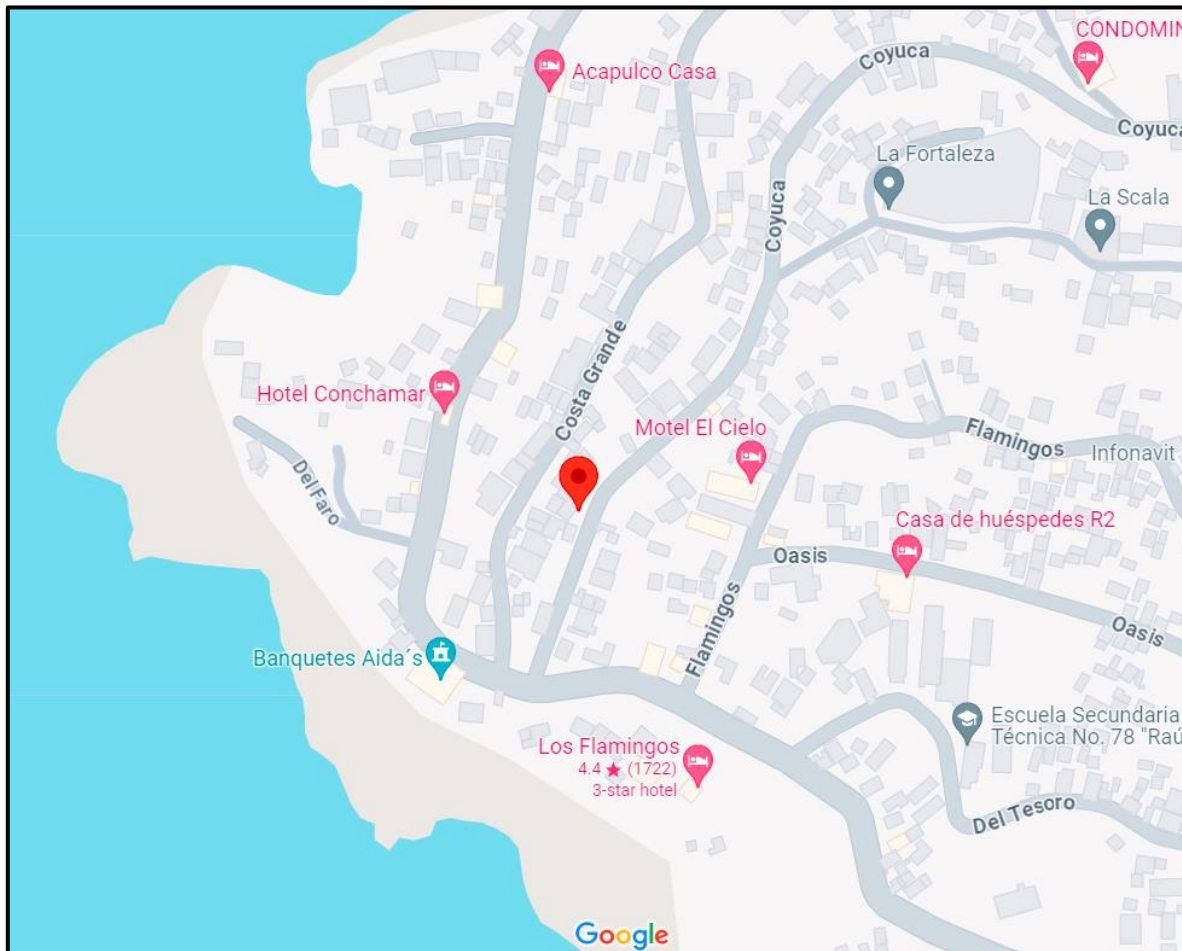 CONDOMIN
Acapulco Casa
Coyuca
Coyuca
La Fortaleza
La Scala
Coyuca
Costa Grande
Hotel Conchamar
Motel El Cielo
Flamingos
Infonavit
Del Faro
Casa de huéspedes R2
Oasis
Flamingos
Oasis
Banquetes Aida´s
Los Flamingos
4.4 ★ (1722)
3-star hotel
Escuela Secundaria
Técnica No. 78 "Raú
Del Tesoro
Google